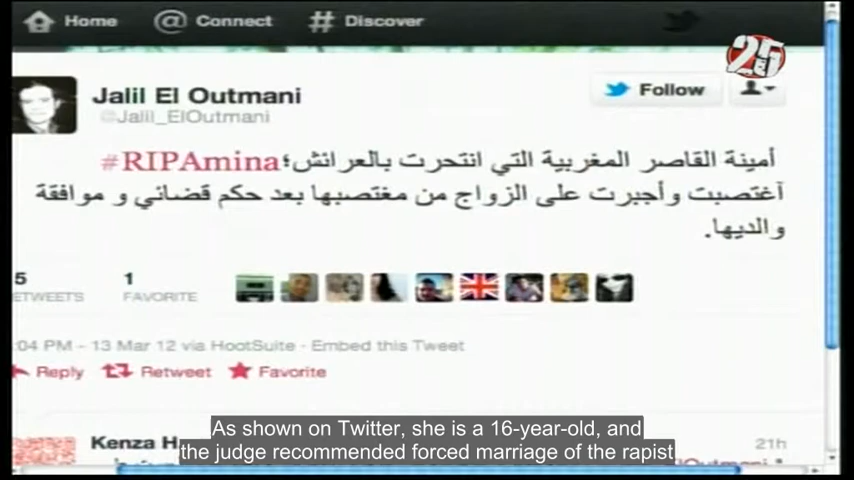 Home @ Connect # Discover
25
Jalil El Outmani
@Jalil_ElOutmani
Follow
أمينة القاصر المغربية التي انتحرت بالعرائش؛ #RIPAmina
آغتصبت وأجبرت على الزواج من مغتصبها بعد حكم قضائي و موافقة
والديها.
5 1
RETWEETS FAVORITE
:04 PM - 13 Mar 12 via HootSuite · Embed this Tweet
Reply Retweet Favorite
As shown on Twitter, she is a 16-year-old, and
Kenza 21h
the judge recommended forced marriage of the rapist